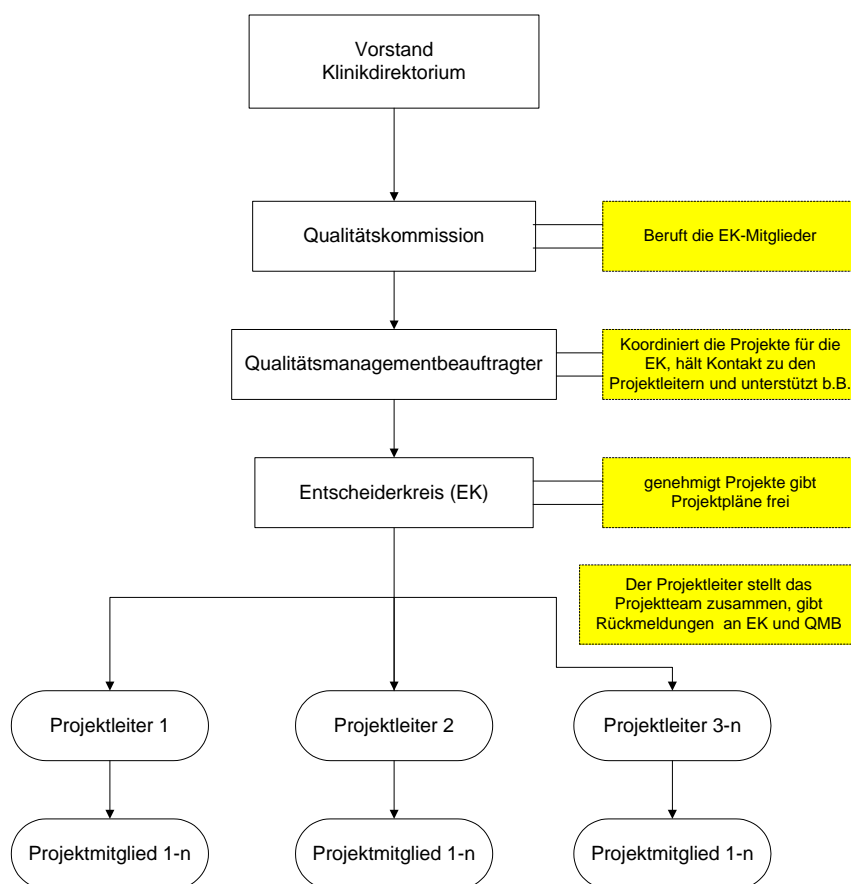 Vorstand
Klinikdirektorium
Qualitätskommission
Beruft die EK-Mitglieder
Qualitätsmanagementbeauftragter
Koordiniert die Projekte für die
EK, hält Kontakt zu den
Projektleitern und unterstützt b.B.
Entscheiderkreis (EK)
genehmigt Projekte gibt
Projektpläne frei
Der Projektleiter stellt das
Projektteam zusammen, gibt
Rückmeldungen an EK und QMB
Projektleiter 1
Projektleiter 2
Projektleiter 3-n
Projektmitglied 1-n
Projektmitglied 1-n
Projektmitglied 1-n